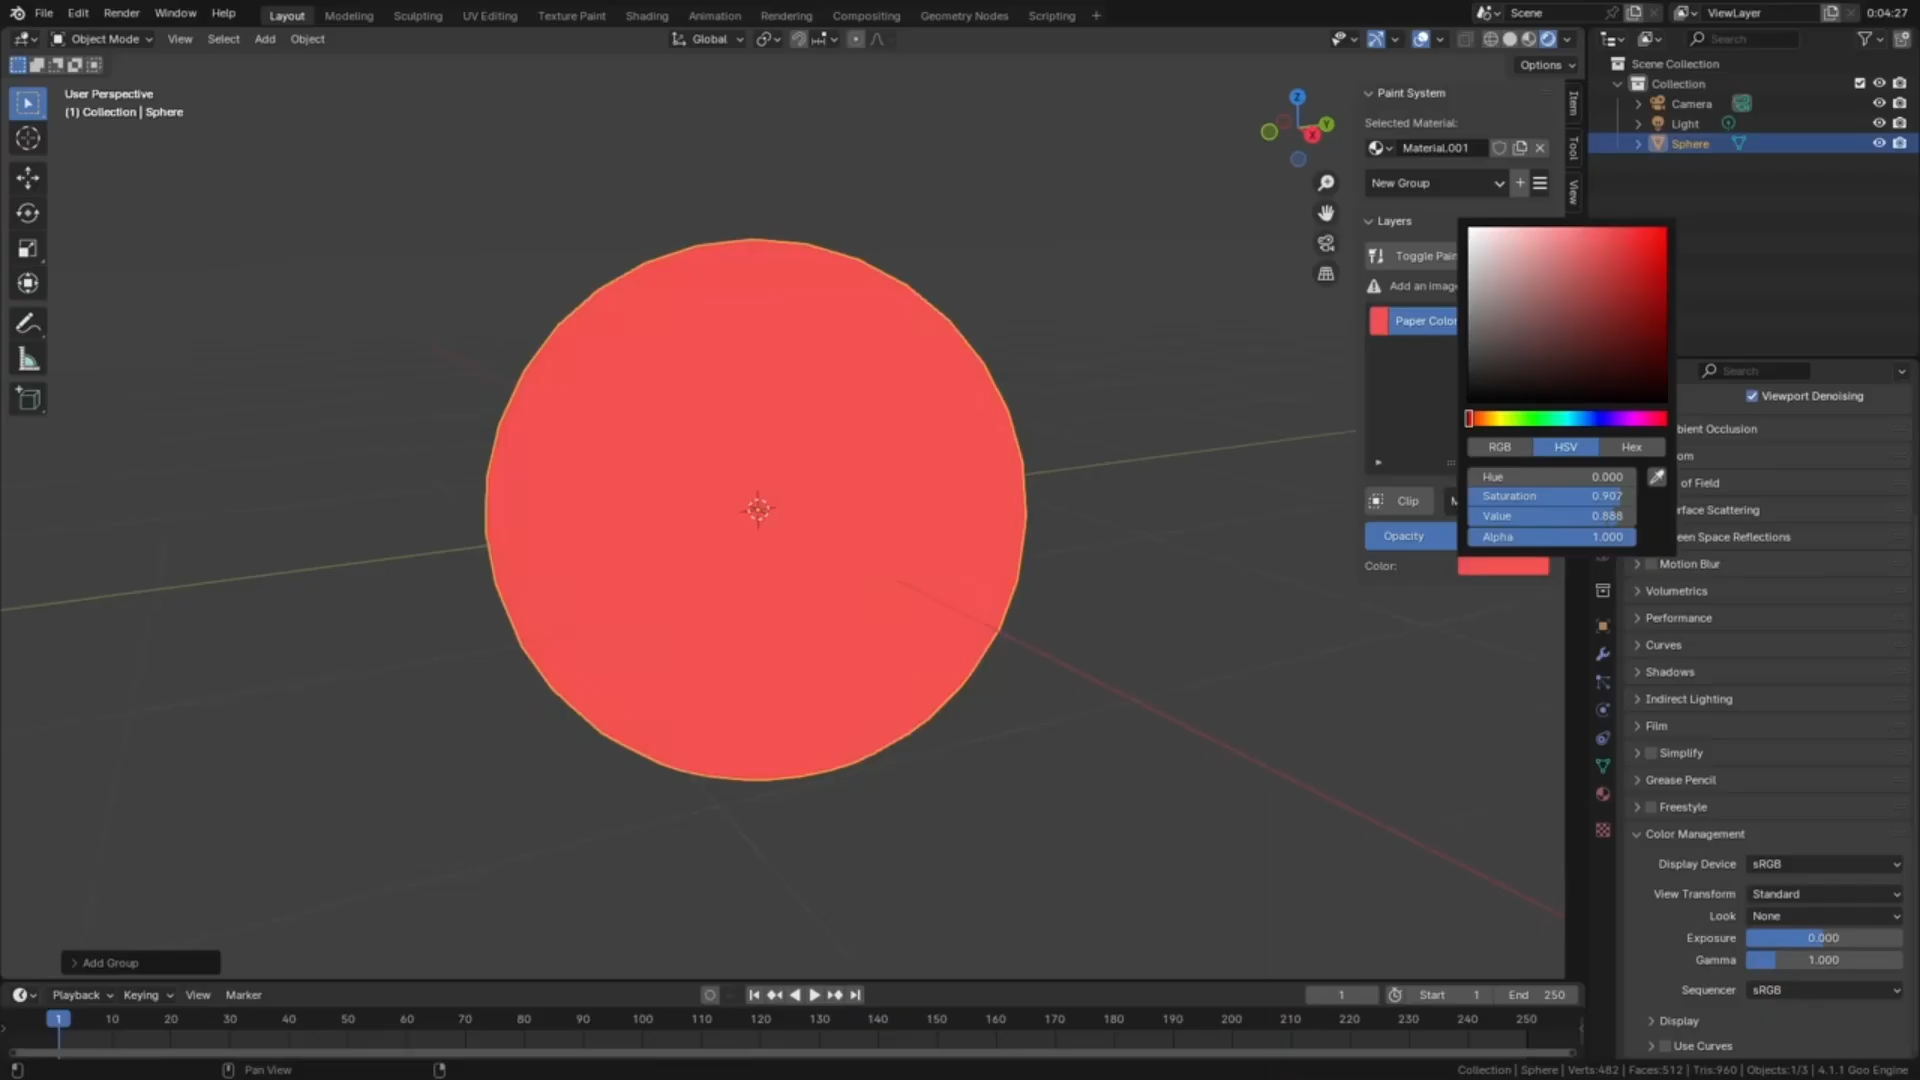 File Edit Render Window Help Layout Modeling Sculpting UV Editing Texture Paint Shading Animation Rendering Compositing Geometry Nodes Scripting + Scene ViewLayer 0:04:27
Object Mode View Select Add Object Global Search
Options
User Perspective
(1) Collection | Sphere
Z
Y
X
Paint System
Selected Material:
Material.001
New Group
Layers
Toggle Pain
Add an imag
Paper Color
Clip M
Opacity
Color:
Item
Tool
View
RGB HSV Hex
Hue 0.000
Saturation 0.907
Value 0.888
Alpha 1.000
Scene Collection
Collection
Camera
Light
Sphere
Search
Viewport Denoising
bient Occlusion
om
of Field
rface Scattering
een Space Reflections
Motion Blur
Volumetrics
Performance
Curves
Shadows
Indirect Lighting
Film
Simplify
Grease Pencil
Freestyle
Color Management
Display Device sRGB
View Transform Standard
Look None
Exposure 0.000
Gamma 1.000
Sequencer sRGB
Display
Use Curves
Add Group
Playback Keying View Marker 1 Start 1 End 250
1 10 20 30 40 50 60 70 80 90 100 110 120 130 140 150 160 170 180 190 200 210 220 230 240 250
Pan View
Collection | Sphere | Verts:482 | Faces:512 | Tris:960 | Objects:1/3 | 4.1.1 Goo Engine